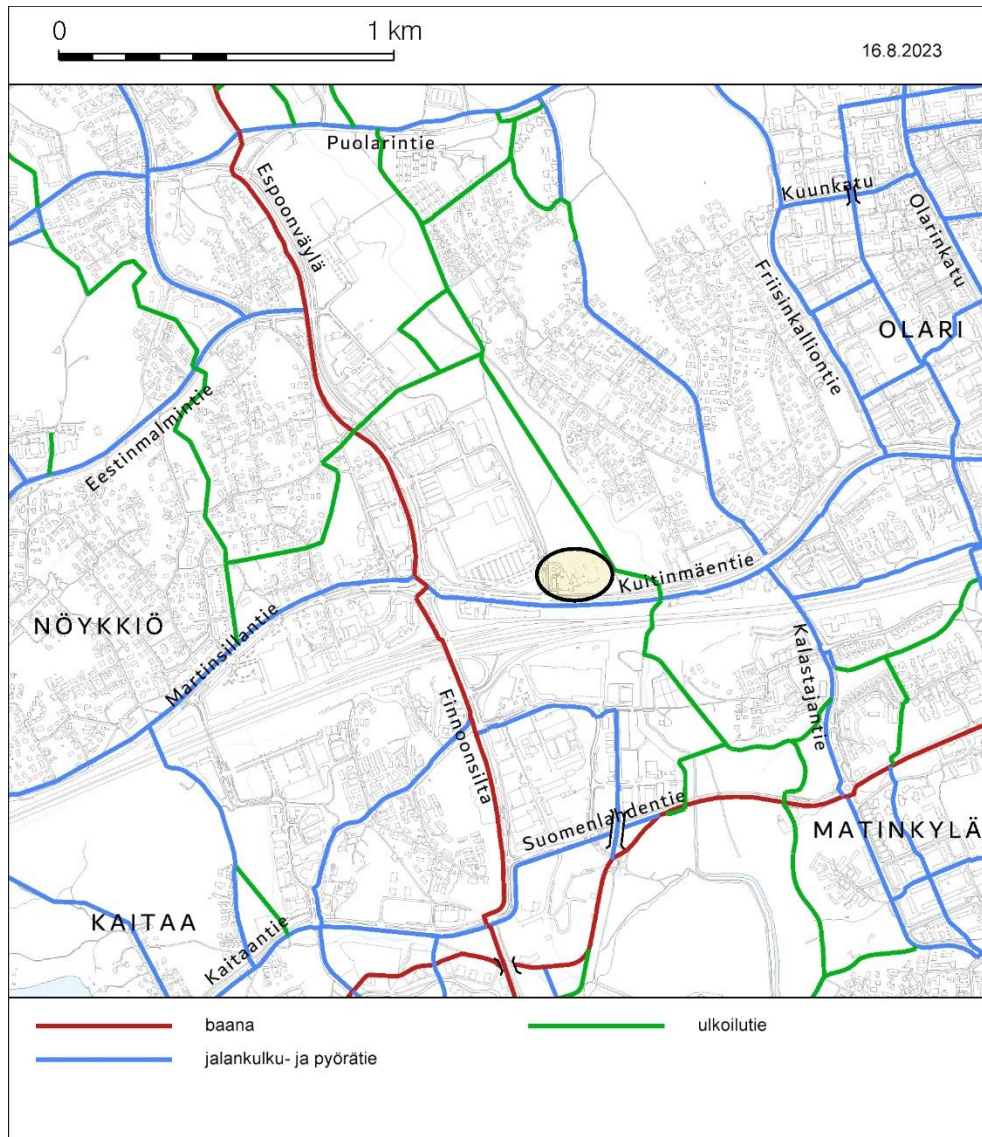 0
1 km
16.8.2023
Puolarintie
Espoonväylä
Kuunkatu
Olarinkatu
Friisinkalliontie
OLARI
Eestinmalmintie
Kuitinmäentie
NÖYKKIÖ
Martinsillantie
Kalastajantie
Finnoonsilta
Suomenlahdentie
MATINKYLÄ
KAITAA
Kaitaantie
baana
ulkoilutie
jalankulku- ja pyörätie